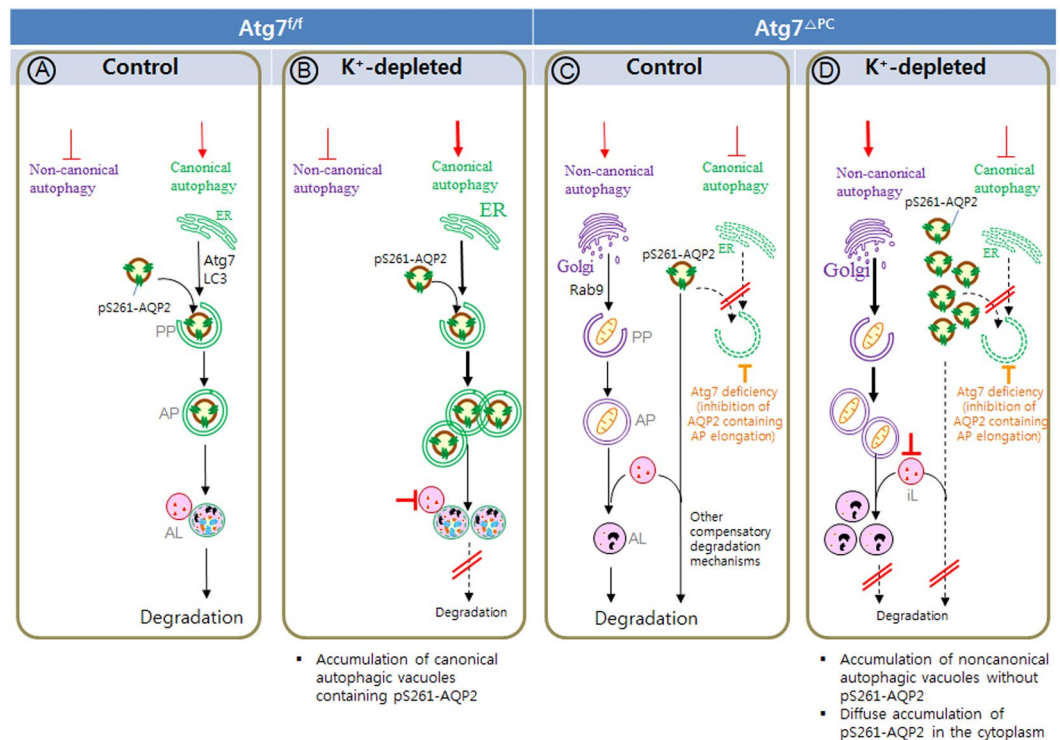 Atg7f/f
Atg7△PC
A Control
B K+-depleted
C Control
D K+-depleted
Non-canonical
autophagy
Canonical
autophagy
ER
Atg7
LC3
pS261-AQP2
PP
AP
AL
Degradation
Non-canonical
autophagy
Canonical
autophagy
ER
pS261-AQP2
Degradation
Accumulation of canonical
autophagic vacuoles
containing pS261-AQP2
Non-canonical
autophagy
Canonical
autophagy
Golgi
ER
pS261-AQP2
Rab9
PP
AP
Atg7 deficiency
(inhibition of
AQP2 containing
AP elongation)
AL
Other
compensatory
degradation
mechanisms
Degradation
Non-canonical
autophagy
Canonical
autophagy
pS261-AQP2
Golgi
ER
Atg7 deficiency
(inhibition of
AQP2 containing
AP elongation)
iL
Degradation
▪ Accumulation of noncanonical
autophagic vacuoles without
pS261-AQP2
▪ Diffuse accumulation of
pS261-AQP2 in the cytoplasm